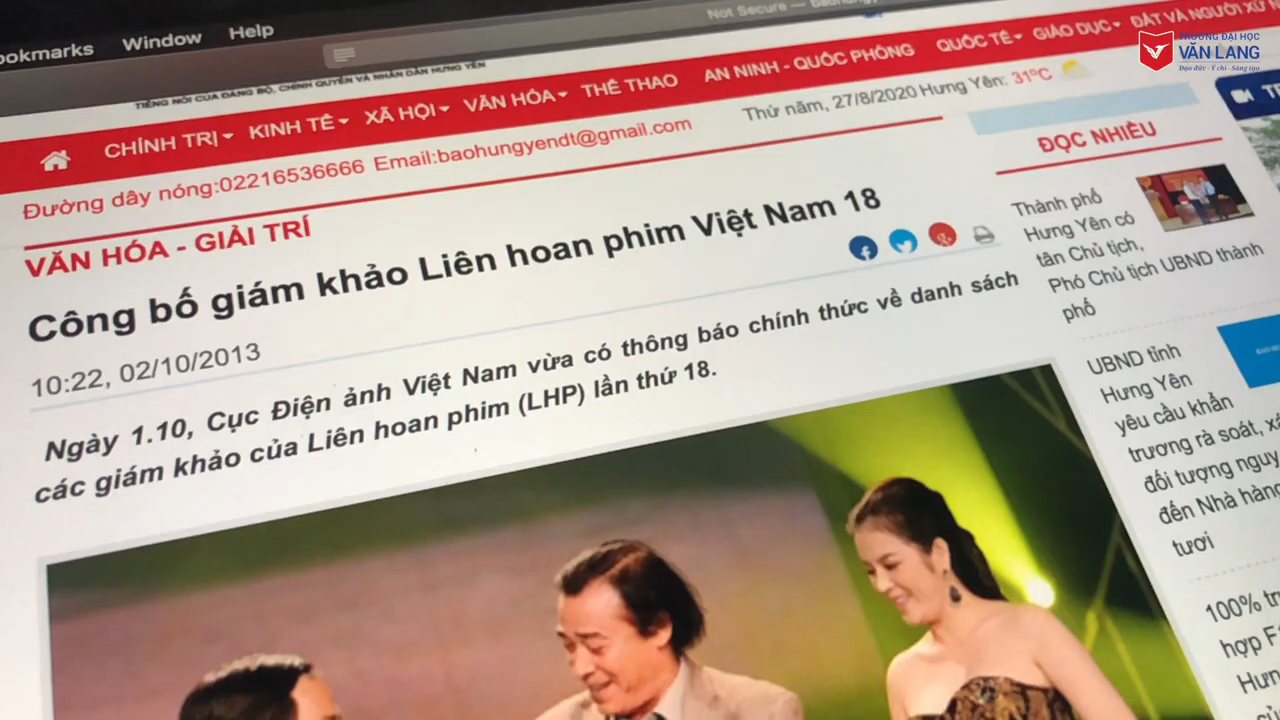 Bookmarks Window Help
Not Secure —
TIẾNG NÓI CỦA ĐẢNG BỘ, CHÍNH QUYỀN VÀ NHÂN DÂN HƯNG YÊN
CHÍNH TRỊ KINH TẾ XÃ HỘI VĂN HÓA THỂ THAO AN NINH - QUỐC PHÒNG QUỐC TẾ GIÁO DỤC ĐẤT VÀ NGƯỜI XỨ
TRƯỜNG ĐẠI HỌC
VĂN LANG
Đạo đức - Ý chí - Sáng tạo
Đường dây nóng:02216536666 Email:baohungyendt@gmail.com
Thứ năm, 27/8/2020 Hưng Yên: 31°C
VĂN HÓA - GIẢI TRÍ
Công bố giám khảo Liên hoan phim Việt Nam 18
10:22, 02/10/2013
Ngày 1.10, Cục Điện ảnh Việt Nam vừa có thông báo chính thức về danh sách
các giám khảo của Liên hoan phim (LHP) lần thứ 18.
ĐỌC NHIỀU
Thành phố
Hưng Yên có
tân Chủ tịch,
Phó Chủ tịch UBND thành
phố
UBND tỉnh
Hưng Yên
yêu cầu khẩn
trương rà soát,
đối tượng nguy
đến Nhà hàng
tươi
100%
hợp